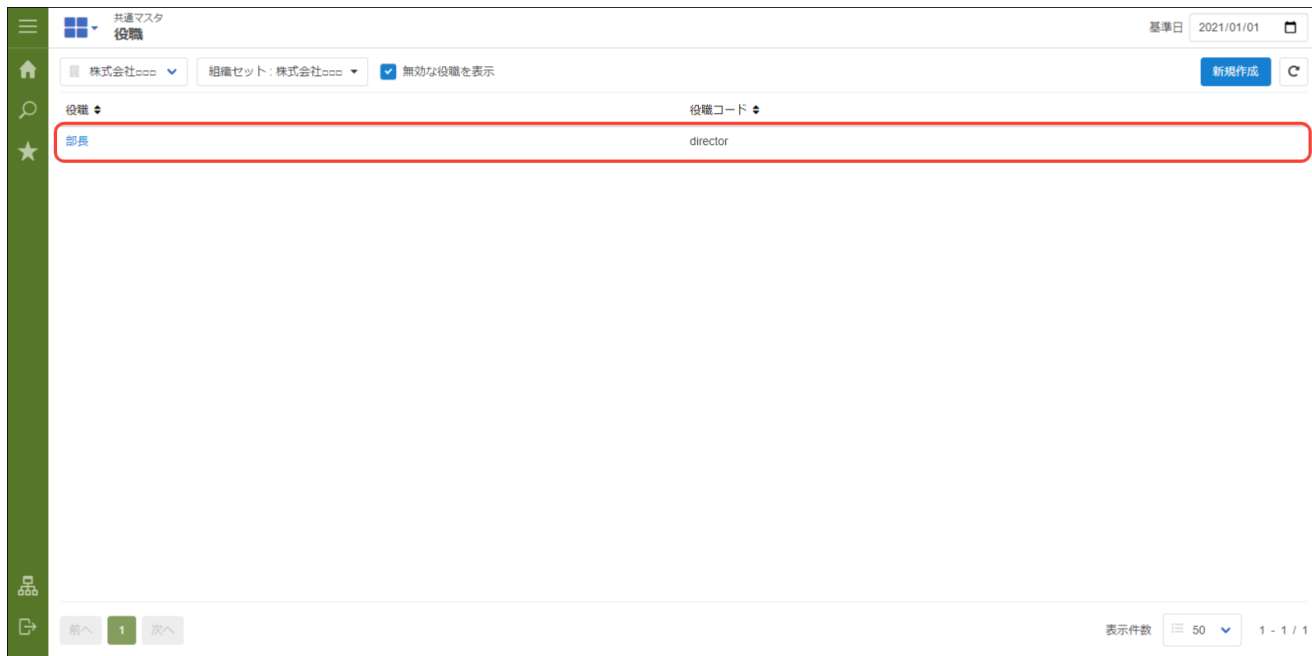 共通マスタ
役職
基準日 2021/01/01
株式会社□□□ 組織セット : 株式会社□□□ 無効な役職を表示 新規作成
役職 役職コード
部長 director
前へ 1 次へ 表示件数 50 1 - 1 / 1